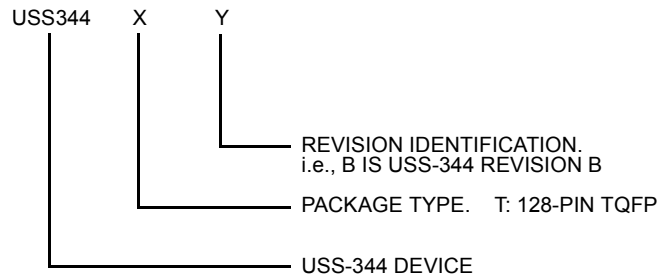 USS344 X Y
REVISION IDENTIFICATION.
i.e., B IS USS-344 REVISION B
PACKAGE TYPE. T: 128-PIN TQFP
USS-344 DEVICE